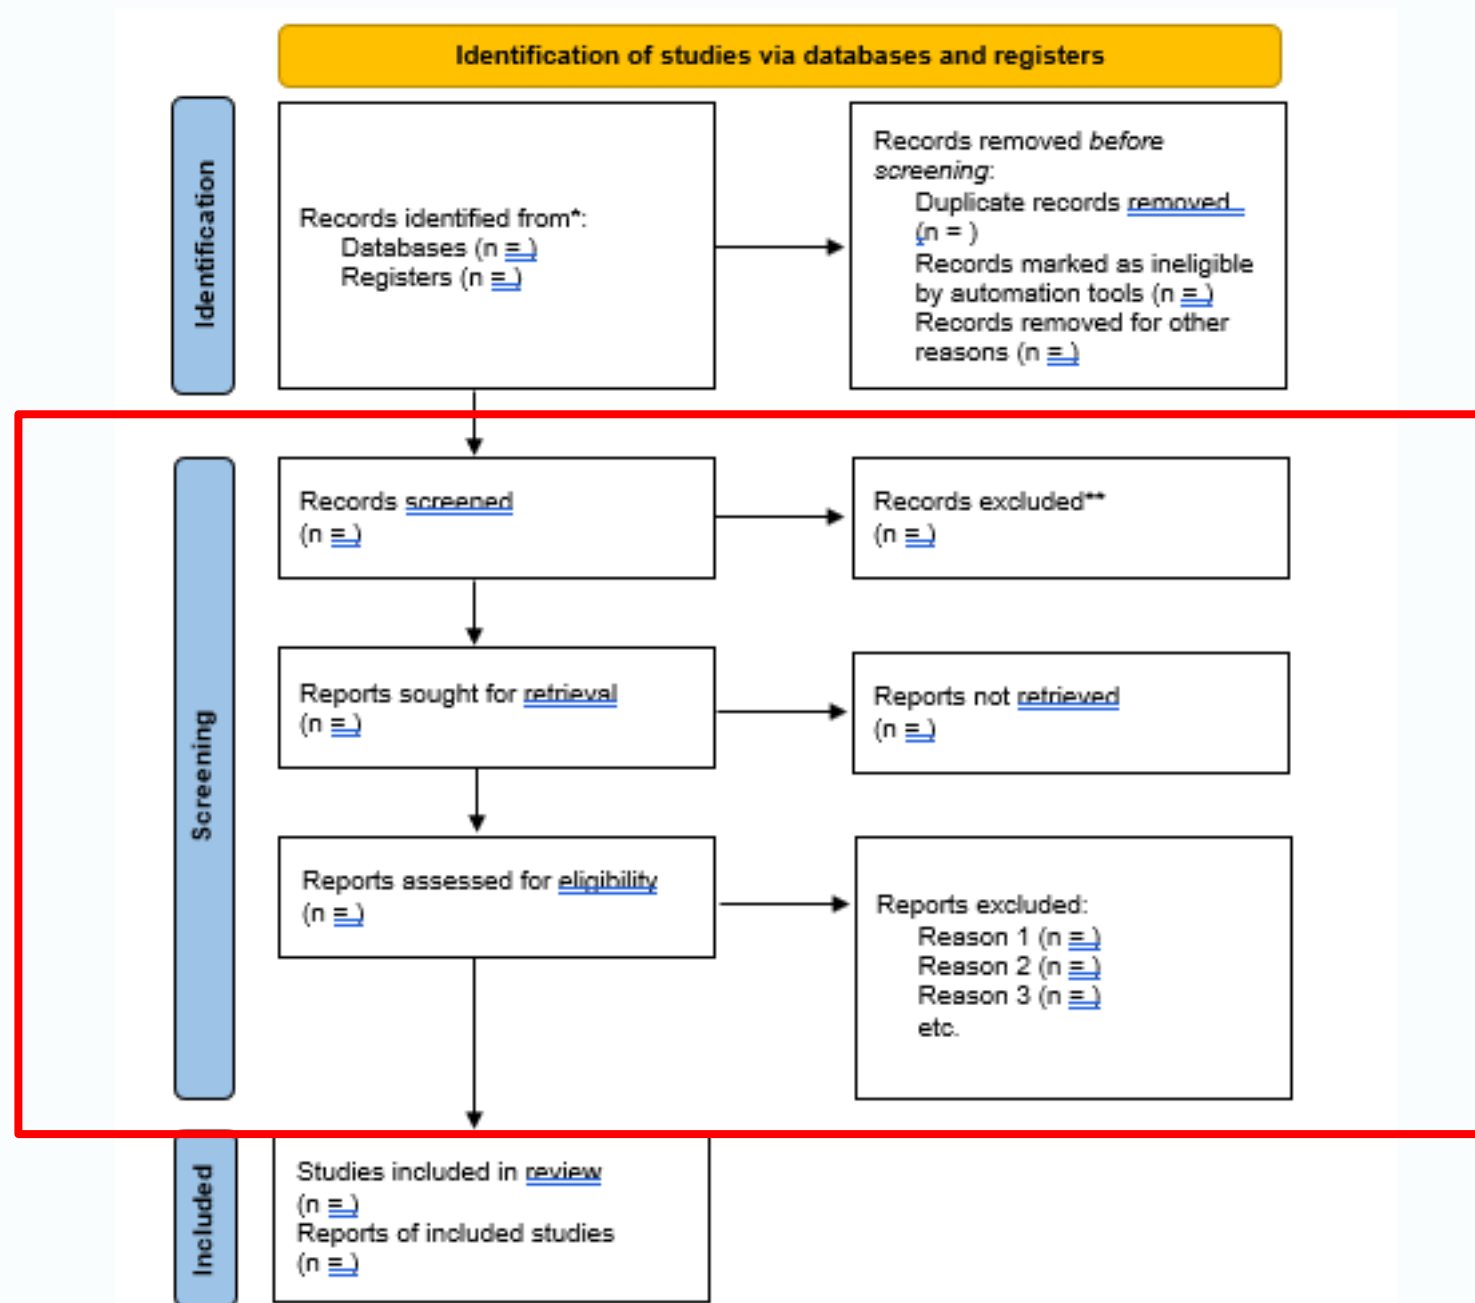 Identification of studies via databases and registers
Identification
Records identified from*:
Databases (n = )
Registers (n = )
Records removed before
screening:
Duplicate records removed
(n = )
Records marked as ineligible
by automation tools (n = )
Records removed for other
reasons (n = )
Screening
Records screened
(n = )
Records excluded**
(n = )
Reports sought for retrieval
(n = )
Reports not retrieved
(n = )
Reports assessed for eligibility
(n = )
Reports excluded:
Reason 1 (n = )
Reason 2 (n = )
Reason 3 (n = )
etc.
Included
Studies included in review
(n = )
Reports of included studies
(n = )